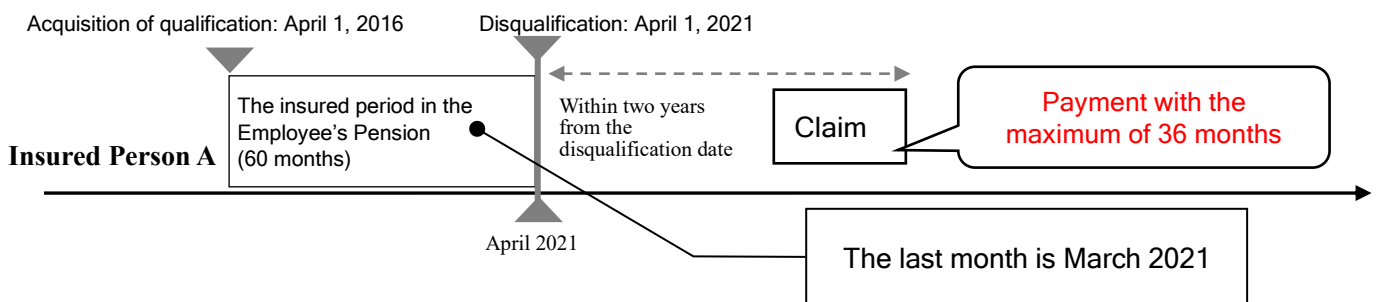 Acquisition of qualification: April 1, 2016
Disqualification: April 1, 2021
The insured period in the
Employee's Pension
(60 months)
Within two years
from the
disqualification date
Claim
Payment with the
maximum of 36 months
Insured Person A
April 2021
The last month is March 2021